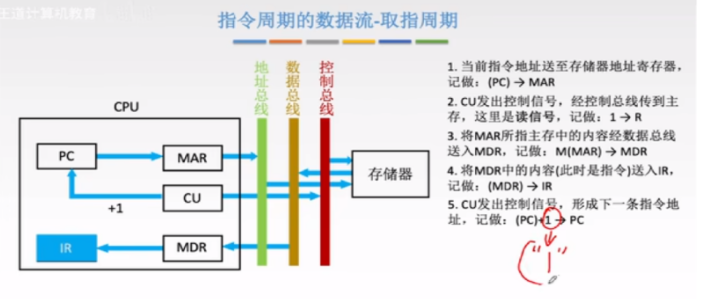 王道计算机教育
指令周期的数据流-取指周期
地址总线
数据总线
控制总线
CPU
PC
MAR
CU
+1
IR
MDR
存储器
1. 当前指令地址送至存储器地址寄存器，
记做：(PC) → MAR
2. CU发出控制信号，经控制总线传到主
存，这里是读信号，记做：1 → R
3. 将MAR所指主存中的内容经数据总线
送入MDR，记做：M(MAR) → MDR
4. 将MDR中的内容(此时是指令)送入IR，
记做：(MDR) → IR
5. CU发出控制信号，形成下一条指令地
址，记做：(PC)+1 → PC
“1”